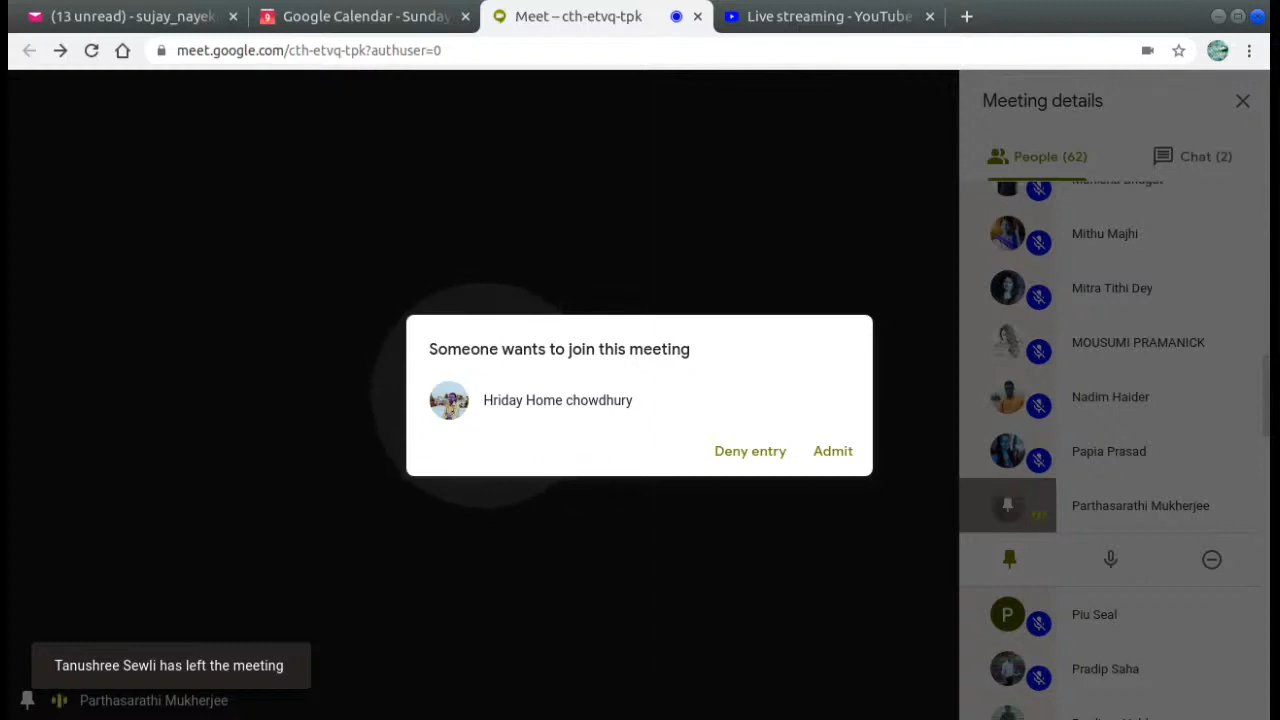 (13 unread) - sujay_nayek
Google Calendar - Sunday
Meet – cth-etvq-tpk
Live streaming - YouTube
meet.google.com/cth-etvq-tpk?authuser=0
Meeting details
People (62)
Chat (2)
Mithu Majhi
Mitra Tithi Dey
MOUSUMI PRAMANICK
Nadim Haider
Papia Prasad
Parthasarathi Mukherjee
P
Piu Seal
Pradip Saha
Someone wants to join this meeting
Hriday Home chowdhury
Deny entry
Admit
Tanushree Sewli has left the meeting
Parthasarathi Mukherjee